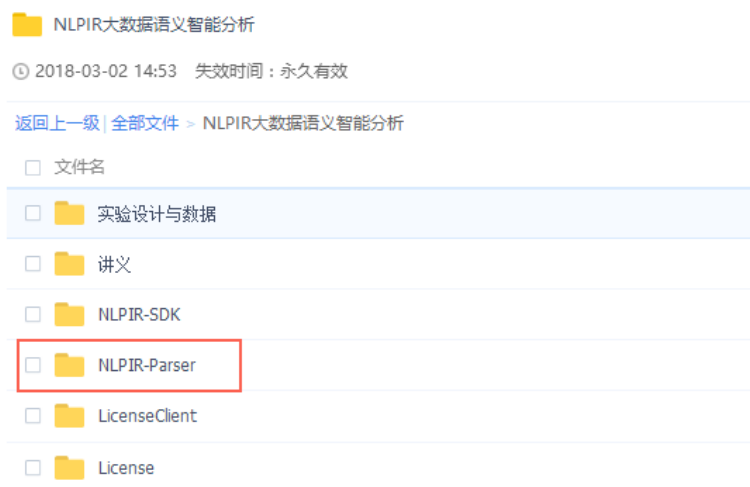 NLPIR大数据语义智能分析
2018-03-02 14:53 失效时间：永久有效
返回上一级 | 全部文件 > NLPIR大数据语义智能分析
文件名
实验设计与数据
讲义
NLPIR-SDK
NLPIR-Parser
LicenseClient
License